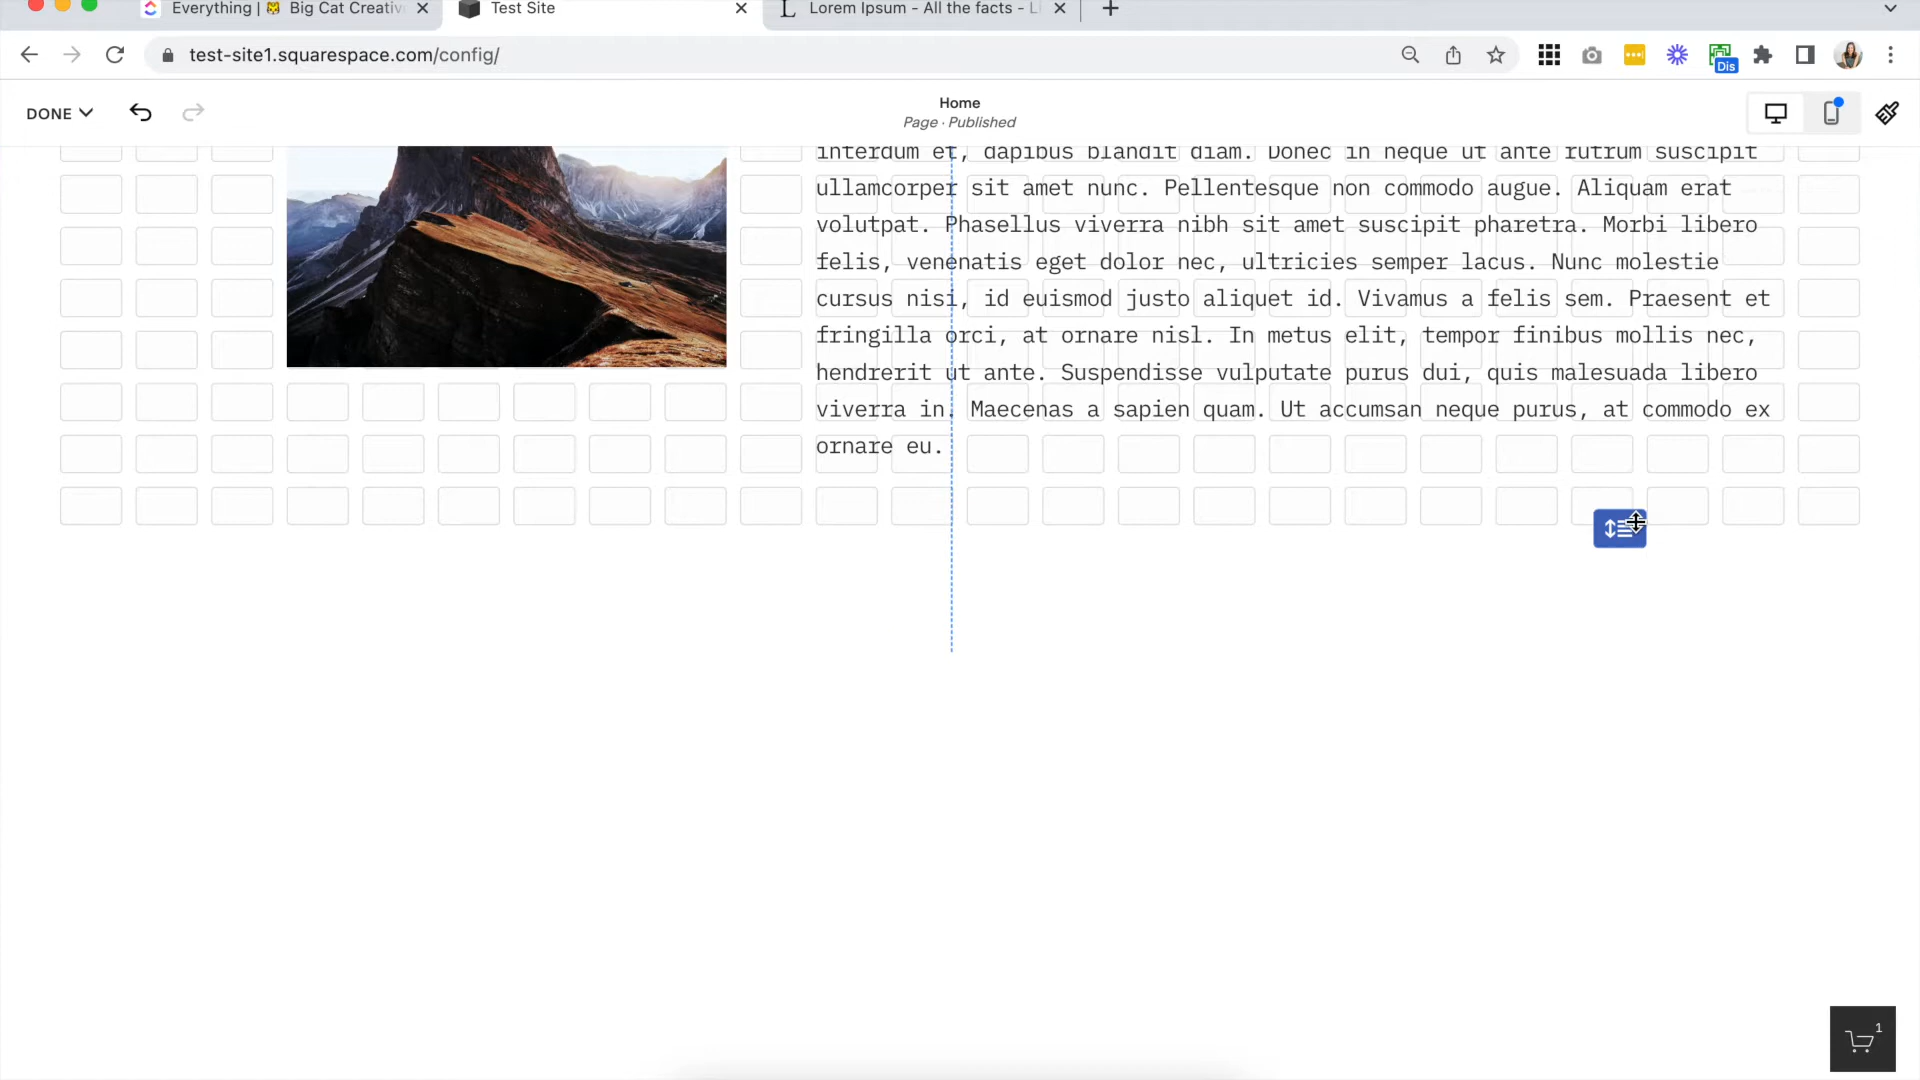 Everything | 🐯 Big Cat Creativ
Test Site
Lorem Ipsum - All the facts - Li
test-site1.squarespace.com/config/
Dis
DONE
Home
Page · Published
interdum et, dapibus blandit diam. Donec in neque ut ante rutrum suscipit
ullamcorper sit amet nunc. Pellentesque non commodo augue. Aliquam erat
volutpat. Phasellus viverra nibh sit amet suscipit pharetra. Morbi libero
felis, venenatis eget dolor nec, ultricies semper lacus. Nunc molestie
cursus nisi, id euismod justo aliquet id. Vivamus a felis sem. Praesent et
fringilla orci, at ornare nisl. In metus elit, tempor finibus mollis nec,
hendrerit ut ante. Suspendisse vulputate purus dui, quis malesuada libero
viverra in. Maecenas a sapien quam. Ut accumsan neque purus, at commodo ex
ornare eu.
1